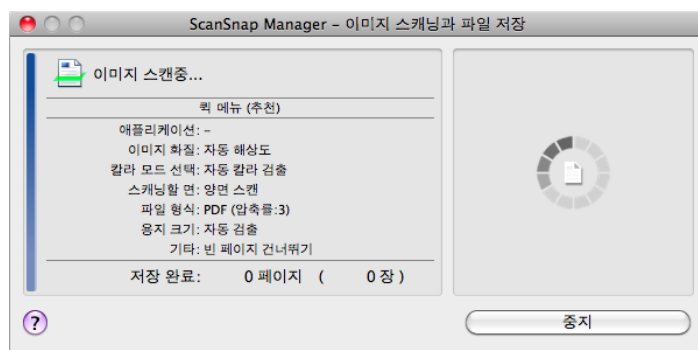 ScanSnap Manager – 이미지 스캐닝과 파일 저장
이미지 스캔중...
퀵 메뉴 (추천)
애플리케이션: –
이미지 화질: 자동 해상도
칼라 모드 선택: 자동 칼라 검출
스캐닝할 면: 양면 스캔
파일 형식: PDF (압축률:3)
용지 크기: 자동 검출
기타: 빈 페이지 건너뛰기
저장 완료: 0 페이지 ( 0 장 )
?
중지